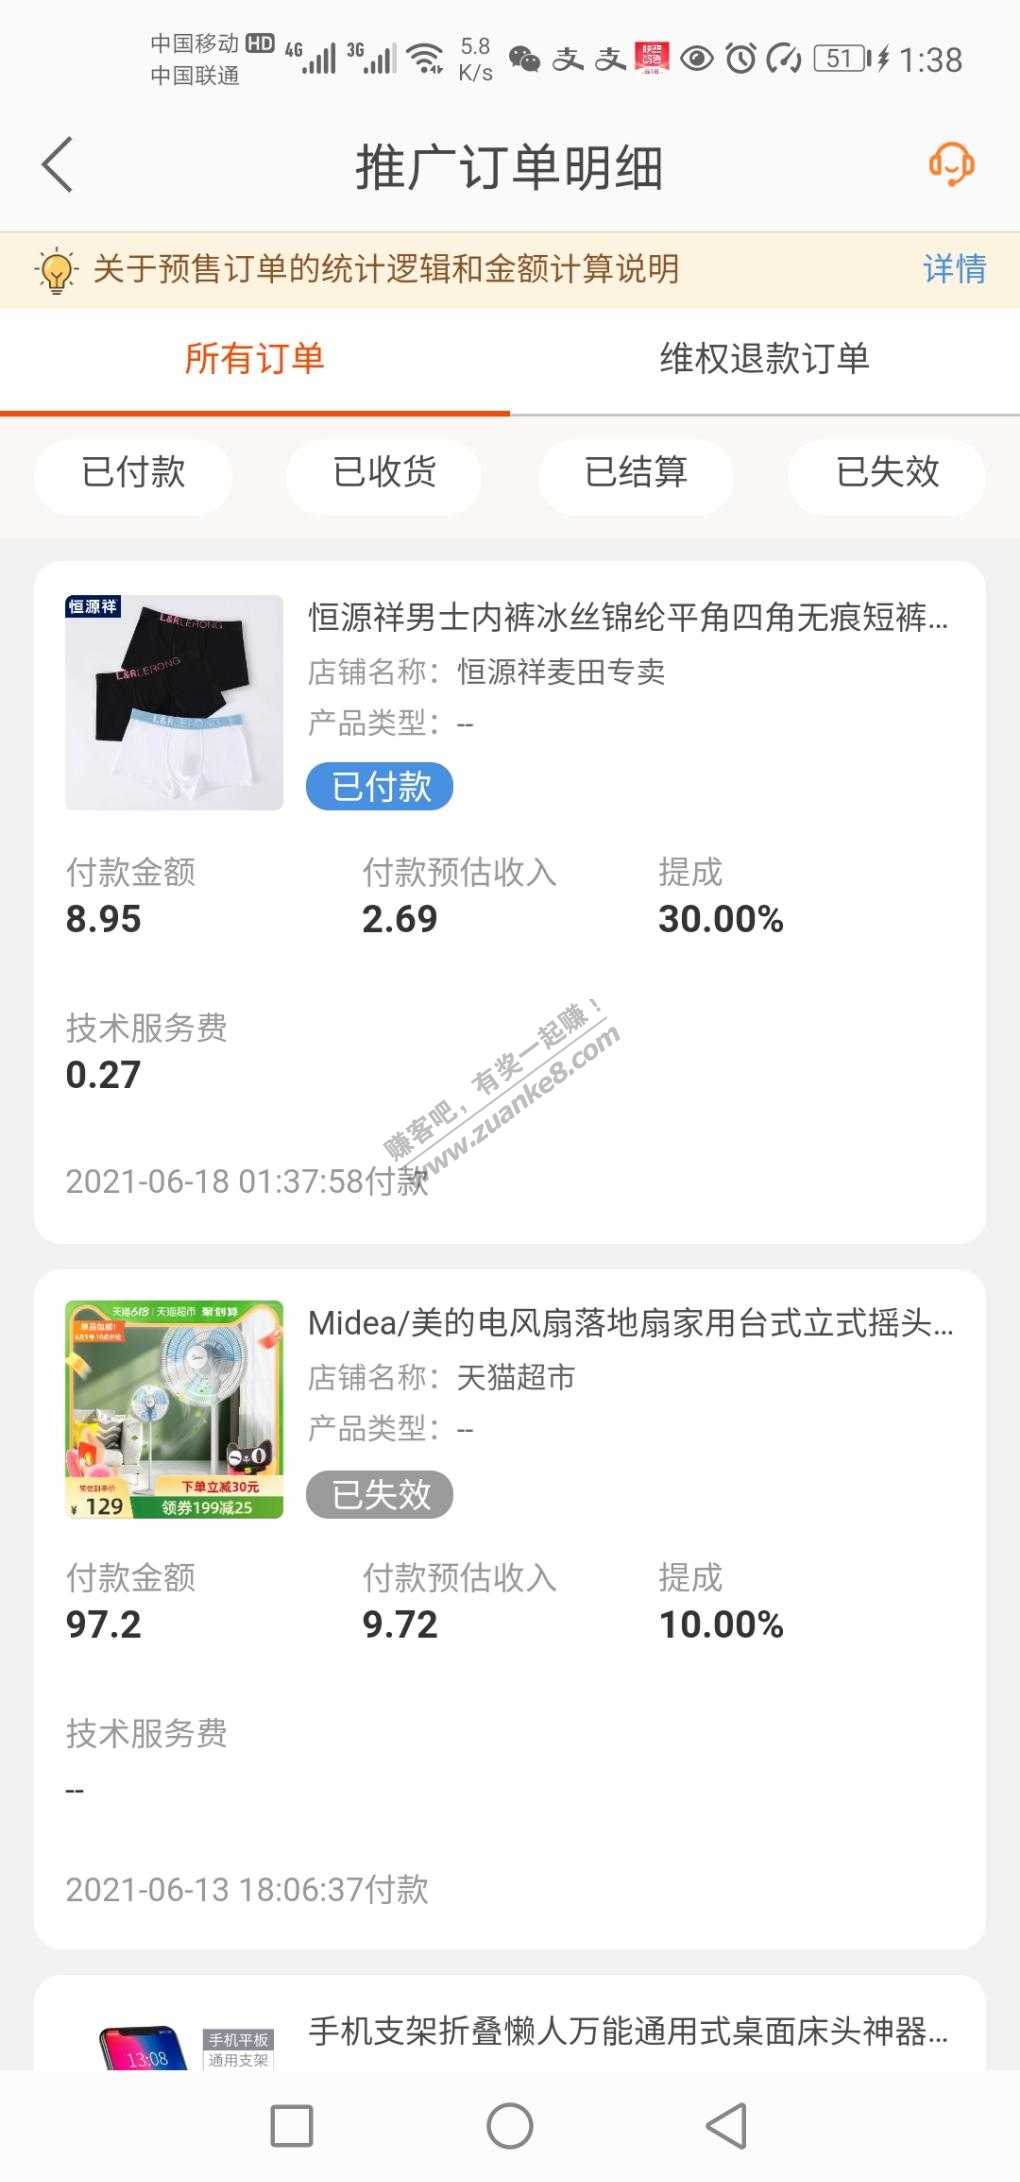 中国移动 HD 4G 3G 5.8 K/s 支 支 51 1:38
中国联通
推广订单明细
关于预售订单的统计逻辑和金额计算说明 详情
所有订单 维权退款订单
已付款 已收货 已结算 已失效
恒源祥
L&RLERONG
L&RLERONG
恒源祥男士内裤冰丝锦纶平角四角无痕短裤...
店铺名称：恒源祥麦田专卖
产品类型：--
已付款
付款金额 付款预估收入 提成
8.95 2.69 30.00%
技术服务费
0.27
赚客吧，有奖一起赚！
www.zuanke8.com
2021-06-18 01:37:58付款
天猫618 天猫超市 聚划算
下单立减30元
¥ 129 领券199减25
Midea/美的电风扇落地扇家用台式立式摇头...
店铺名称：天猫超市
产品类型：--
已失效
付款金额 付款预估收入 提成
97.2 9.72 10.00%
技术服务费
--
2021-06-13 18:06:37付款
13:08
手机平板
通用支架
手机支架折叠懒人万能通用式桌面床头神器...